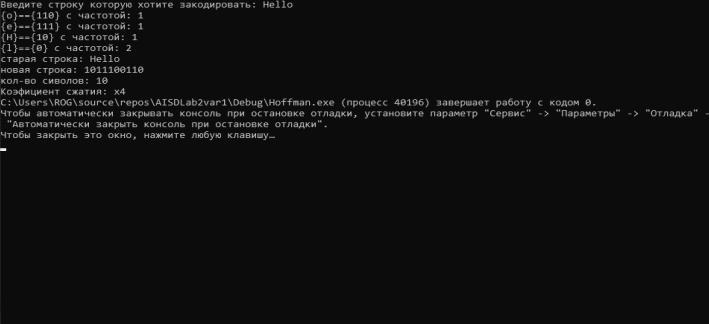 Введите строку которую хотите закодировать: Hello
{o}=={110} с частотой: 1
{e}=={111} с частотой: 1
{H}=={10} с частотой: 1
{l}=={0} с частотой: 2
старая строка: Hello
новая строка: 1011100110
кол-во сиволов: 10
Коэфициент сжатия: x4
C:\Users\ROG\source\repos\AISDLab2var1\Debug\Hoffman.exe (процесс 40196) завершает работу с кодом 0.
Чтобы автоматически закрывать консоль при остановке отладки, установите параметр "Сервис" -> "Параметры" -> "Отладка" -
"Автоматически закрыть консоль при остановке отладки".
Чтобы закрыть это окно, нажмите любую клавишу…